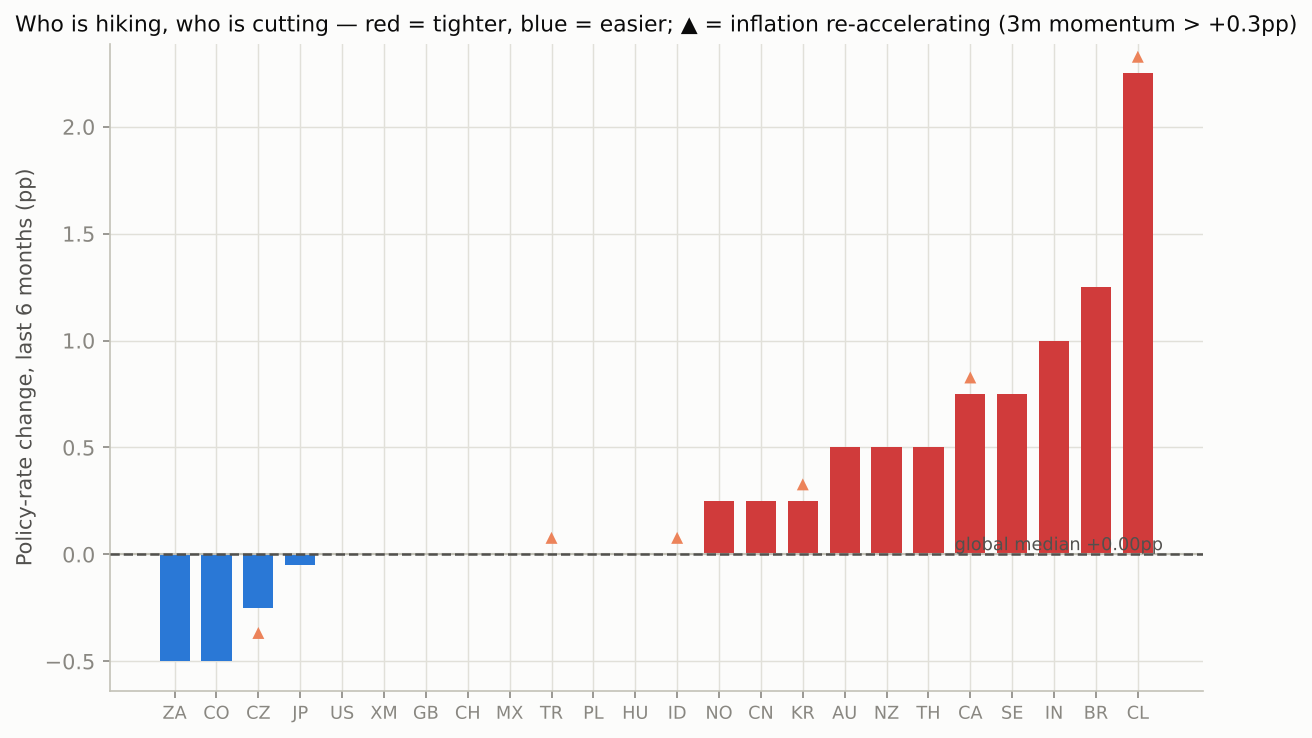 Who is hiking, who is cutting — red = tighter, blue = easier; ▲ = inflation re-accelerating (3m momentum > +0.3pp)
Policy-rate change, last 6 months (pp)
2.0
1.5
1.0
0.5
0.0
−0.5
global median +0.00pp
ZA CO CZ JP US XM GB CH MX TR PL HU ID NO CN KR AU NZ TH CA SE IN BR CL